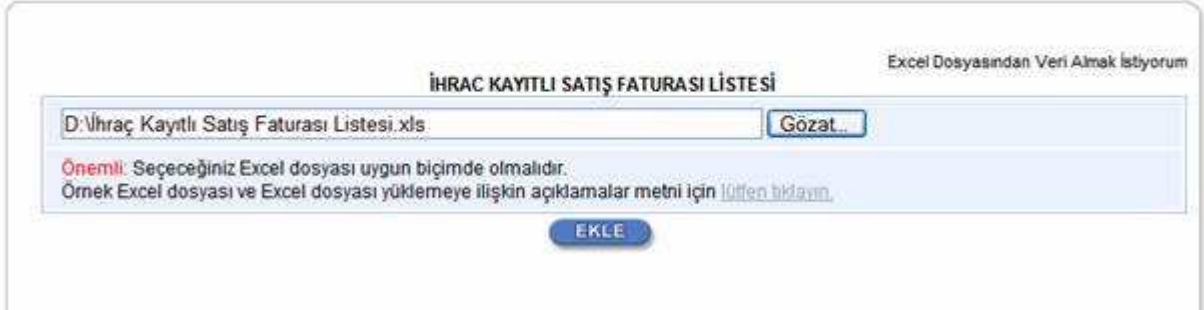 Excel Dosyasından Veri Almak İstiyorum
İHRAC KAYITLI SATIŞ FATURASI LİSTESİ
D:\İhraç Kayıtlı Satış Faturası Listesi.xls Gözat...
Önemli: Seçeceğiniz Excel dosyası uygun biçimde olmalıdır.
Örnek Excel dosyası ve Excel dosyası yüklemeye ilişkin açıklamalar metni için lütfen tıklayın.
EKLE